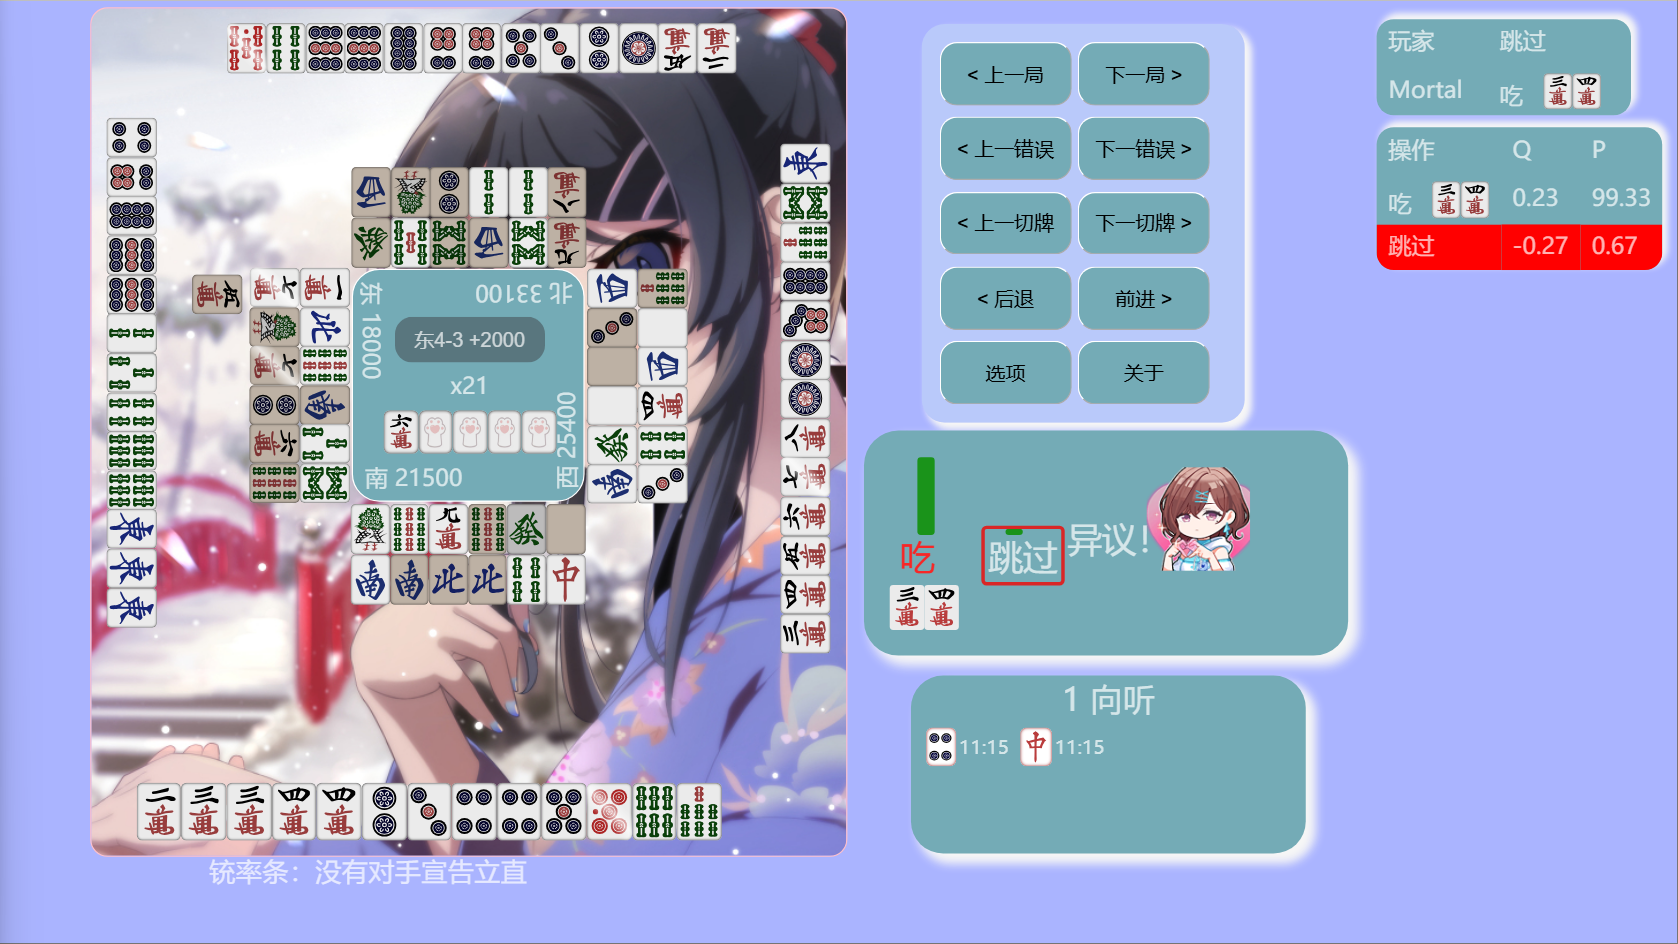 < 上一局
下一局 >
< 上一错误
下一错误 >
< 上一切牌
下一切牌 >
< 后退
前进 >
选项
关于
玩家 跳过
Mortal 吃
操作 Q P
吃 0.23 99.33
跳过 -0.27 0.67
北 33100
东 18000
东4-3 +2000
x21
西 25400
南 21500
吃
跳过
异议!
1 向听
11:15
11:15
铳率条：没有对手宣告立直